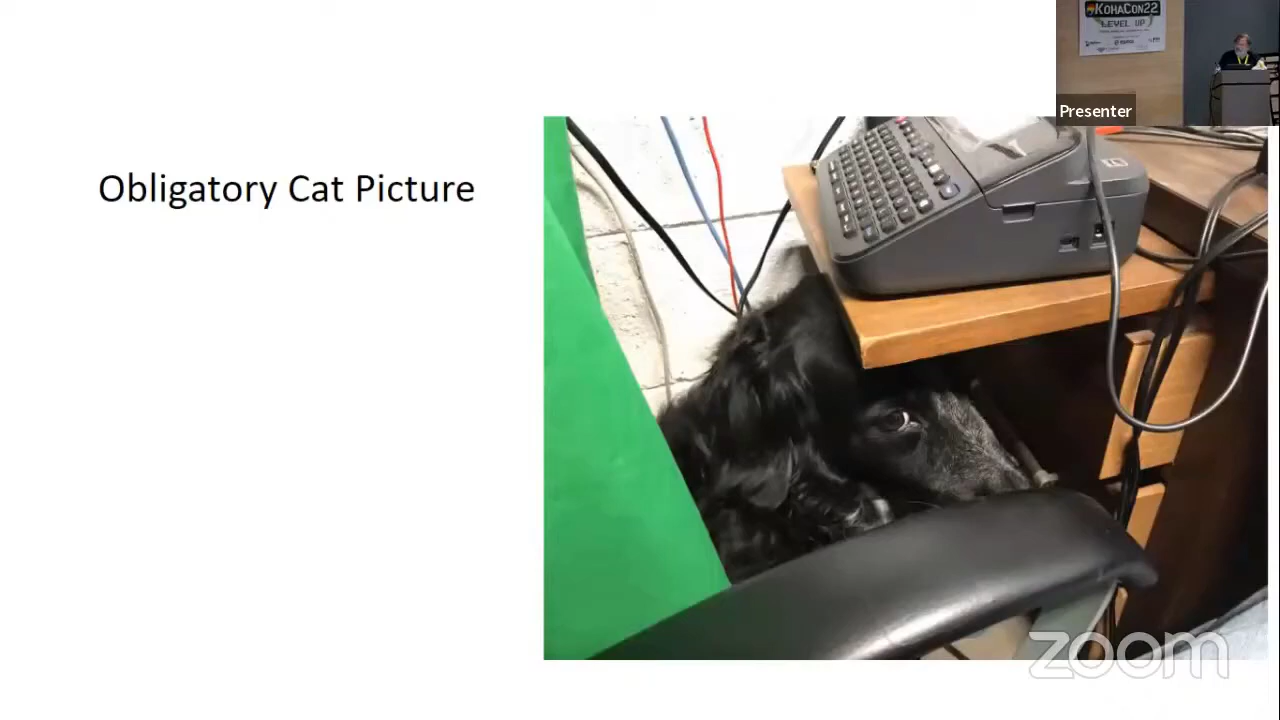 KOHACON22
LEVEL UP
Presenter
Obligatory Cat Picture
zoom